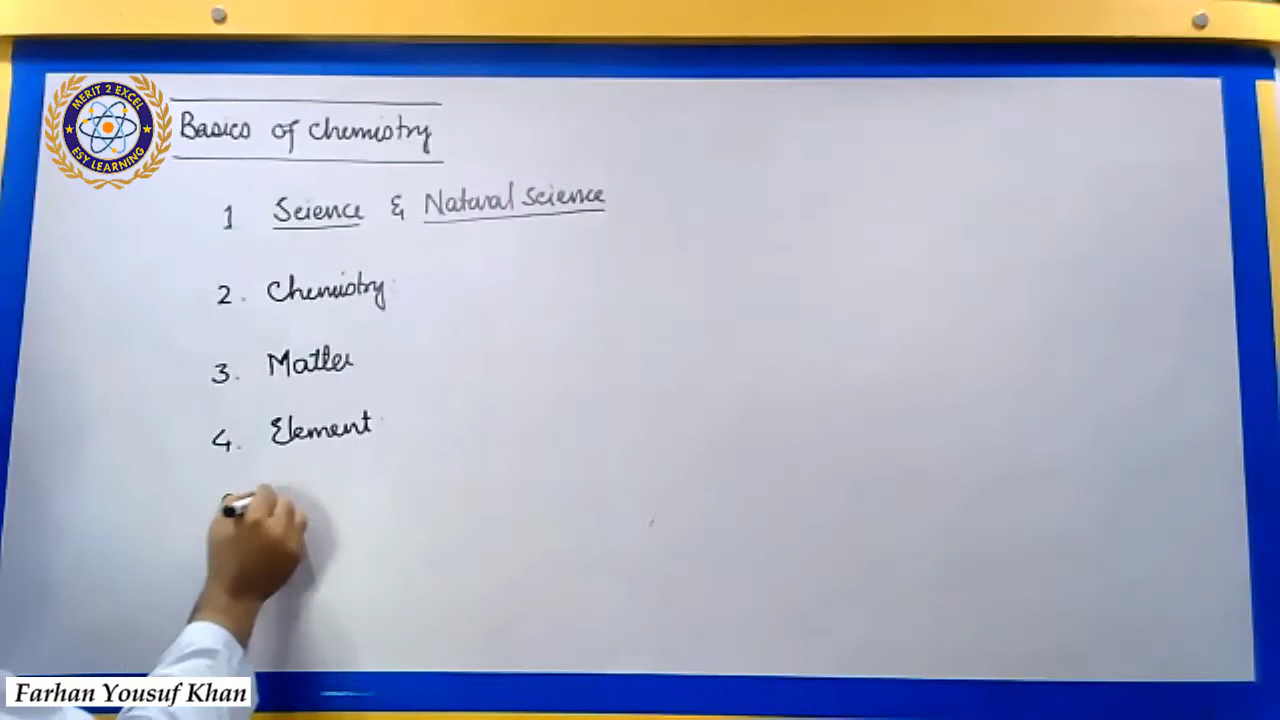 MERIT 2 EXCEL
ESY LEARNING
Basics of Chemistry
1 Science & Natural Science
2. Chemistry
3. Matter
4. Element
Farhan Yousuf Khan